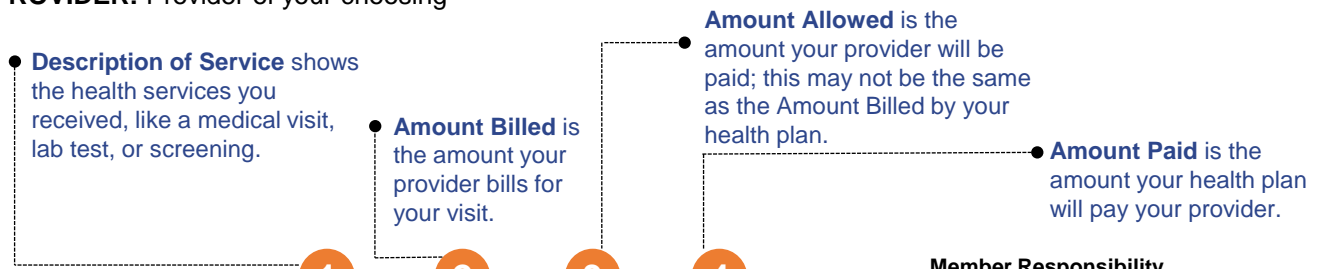 ROVIDER: Provider of your choosing
Amount Allowed is the
amount your provider will be
paid; this may not be the same
as the Amount Billed by your
health plan.
Description of Service shows
the health services you
received, like a medical visit,
lab test, or screening.
Amount Billed is
the amount your
provider bills for
your visit.
Amount Paid is the
amount your health plan
will pay your provider.
Member Responsibility